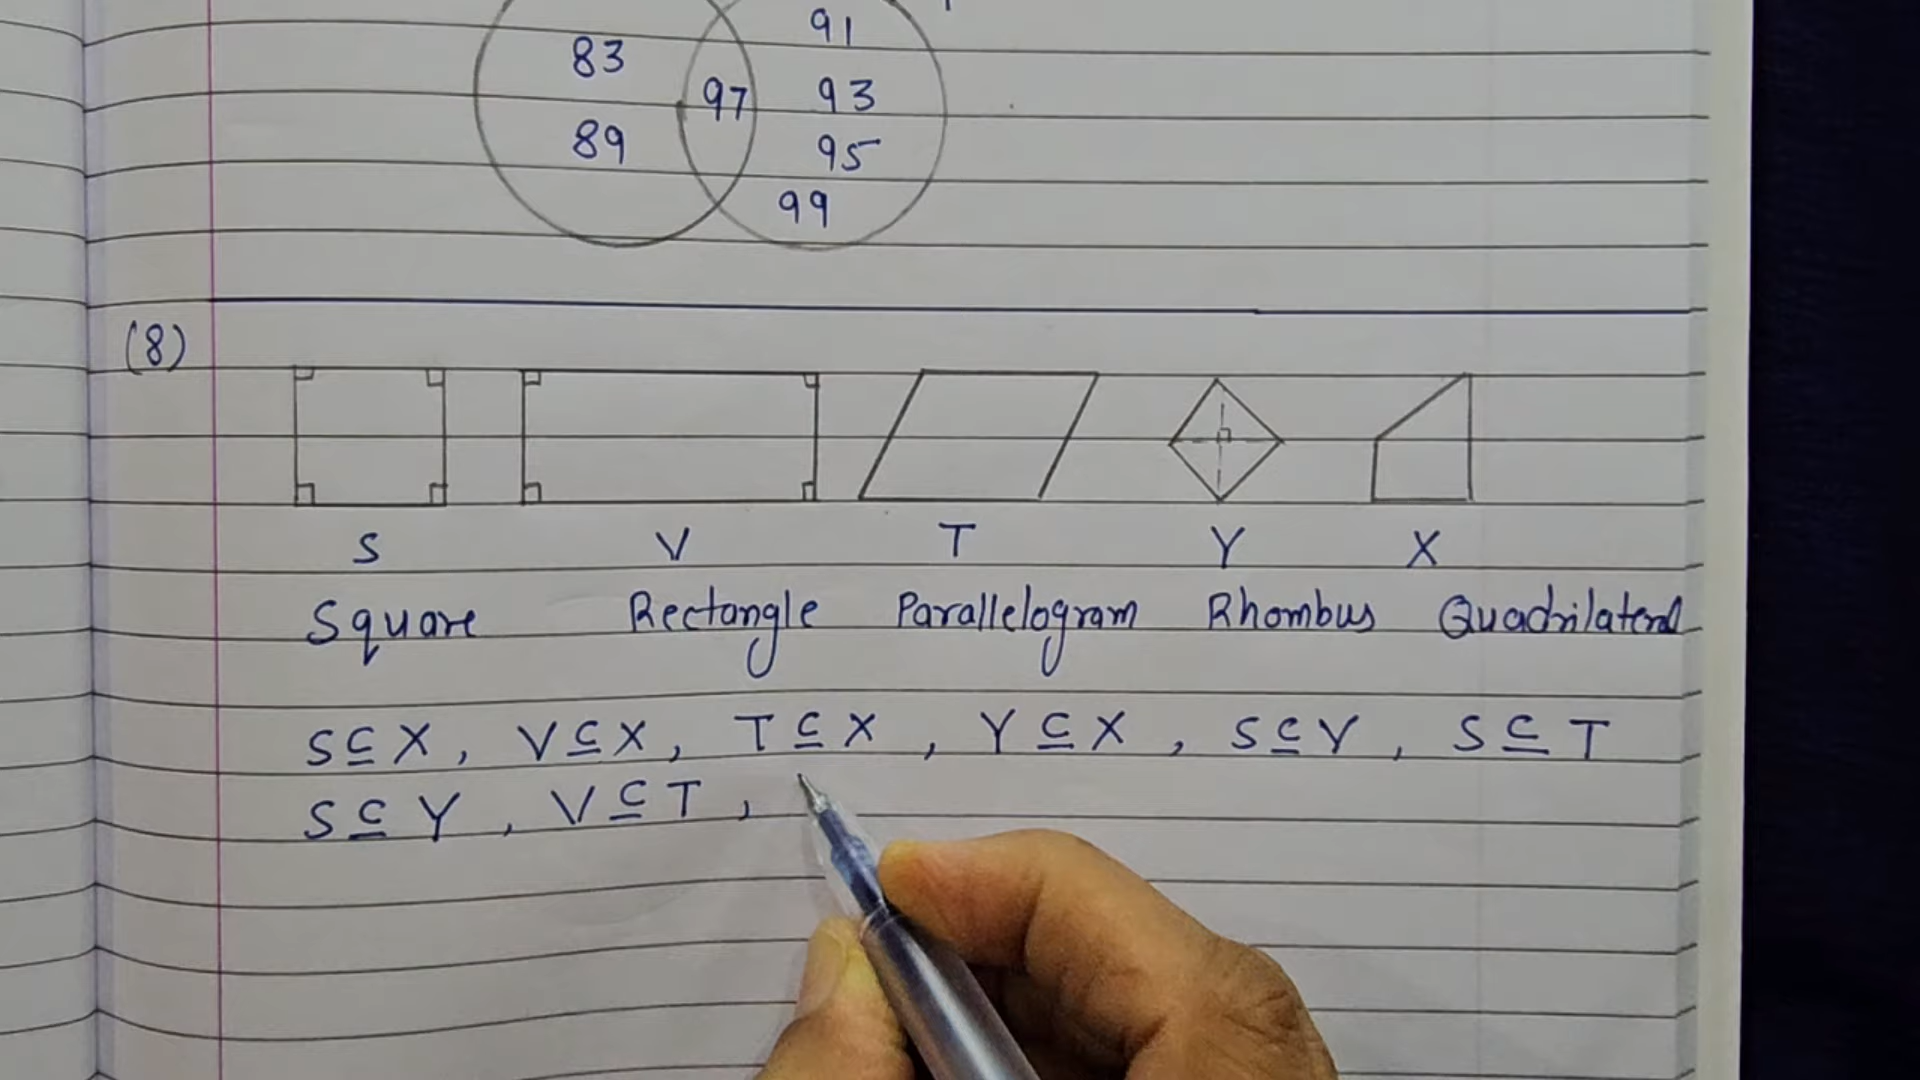 91
83
97 93
89
95
99
(8)
S V T Y X
Square Rectangle Parallelogram Rhombus Quadrilateral
S ⊆ X , V ⊆ X , T ⊆ X , Y ⊆ X , S ⊆ V , S ⊆ T
S ⊆ Y , V ⊆ T ,